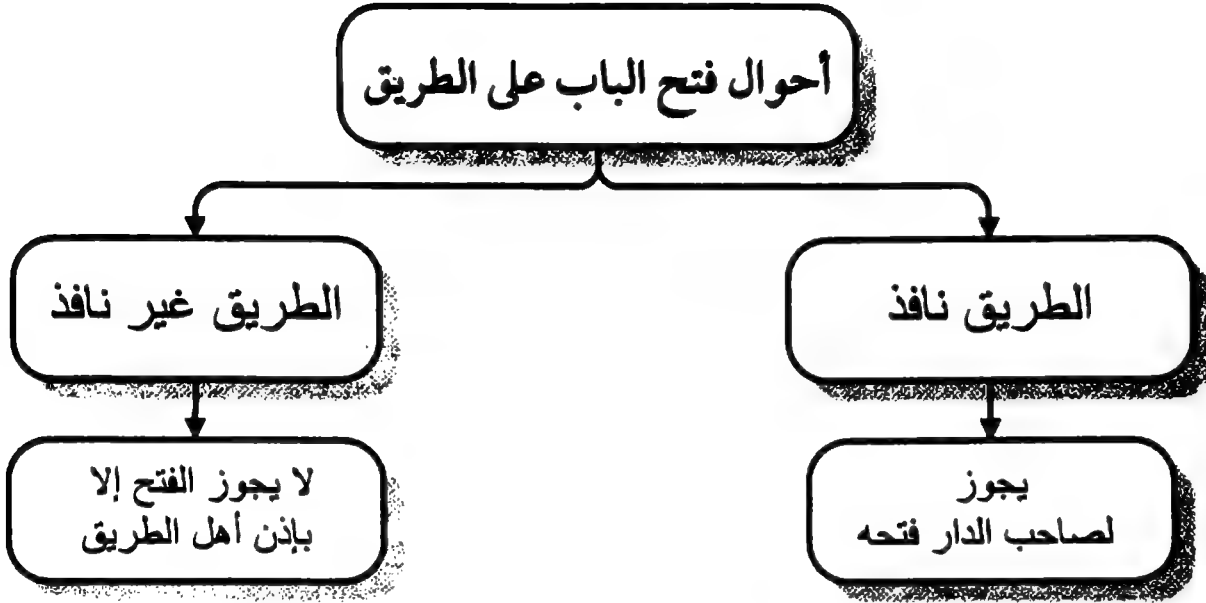 أحوال فتح الباب على الطريق
الطريق نافذ
الطريق غير نافذ
يجوز
لصاحب الدار فتحه
لا يجوز الفتح إلا
بإذن أهل الطريق